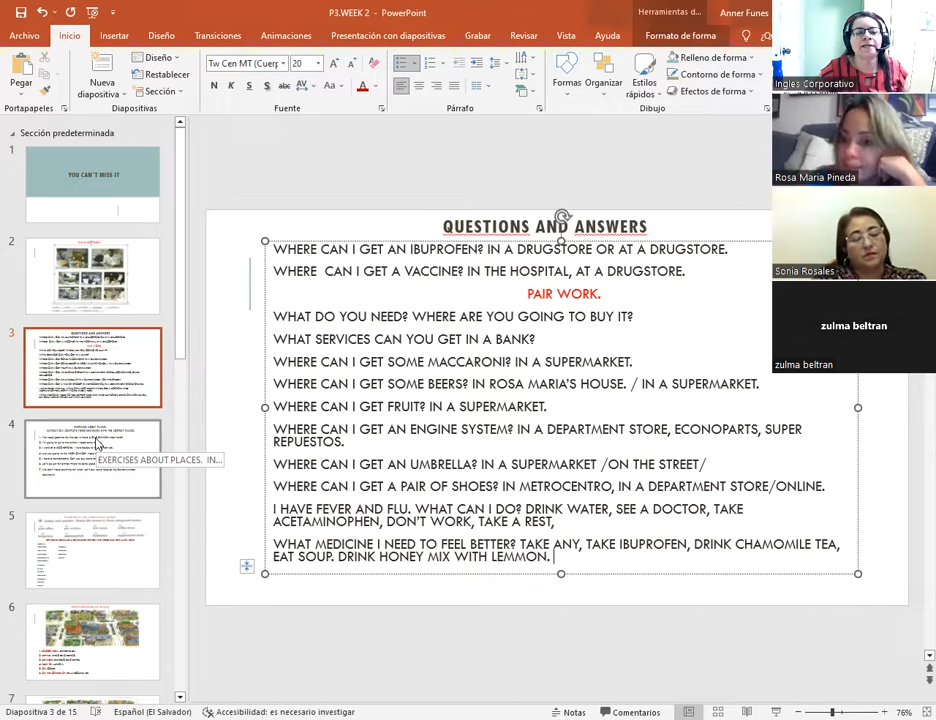 P3.WEEK 2 - PowerPoint
Herramientas d...
Anner Funes
Archivo
Inicio
Insertar
Diseño
Transiciones
Animaciones
Presentación con diapositivas
Grabar
Revisar
Vista
Ayuda
Formato de forma
¿Qu
Pegar
Nueva
diapositiva
Diseño
Restablecer
Sección
Tw Cen MT (Cuerp
20
N
K
S
abc
AV
Aa
A
Formas
Organizar
Estilos
rápidos
Relleno de forma
Contorno de forma
Efectos de forma
Portapapeles
Diapositivas
Fuente
Párrafo
Dibujo
Ingles Corporativo
Rosa Maria Pineda
Sonia Rosales
zulma beltran
zulma beltran
Sección predeterminada
1
YOU CAN'T MISS IT
2
3
4
EXERCISES ABOUT PLACES. IN...
5
6
7
QUESTIONS AND ANSWERS
WHERE CAN I GET AN IBUPROFEN? IN A DRUGSTORE OR AT A DRUGSTORE.
WHERE CAN I GET A VACCINE? IN THE HOSPITAL, AT A DRUGSTORE.
PAIR WORK.
WHAT DO YOU NEED? WHERE ARE YOU GOING TO BUY IT?
WHAT SERVICES CAN YOU GET IN A BANK?
WHERE CAN I GET SOME MACCARONI? IN A SUPERMARKET.
WHERE CAN I GET SOME BEERS? IN ROSA MARIA'S HOUSE. / IN A SUPERMARKET.
WHERE CAN I GET FRUIT? IN A SUPERMARKET.
WHERE CAN I GET AN ENGINE SYSTEM? IN A DEPARTMENT STORE, ECONOPARTS, SUPER
REPUESTOS.
WHERE CAN I GET AN UMBRELLA? IN A SUPERMARKET /ON THE STREET/
WHERE CAN I GET A PAIR OF SHOES? IN METROCENTRO, IN A DEPARTMENT STORE/ONLINE.
I HAVE FEVER AND FLU. WHAT CAN I DO? DRINK WATER, SEE A DOCTOR, TAKE
ACETAMINOPHEN, DON'T WORK, TAKE A REST,
WHAT MEDICINE I NEED TO FEEL BETTER? TAKE ANY, TAKE IBUPROFEN, DRINK CHAMOMILE TEA,
EAT SOUP. DRINK HONEY MIX WITH LEMMON.
Diapositiva 3 de 15
Español (El Salvador)
Accesibilidad: es necesario investigar
Notas
Comentarios
76%